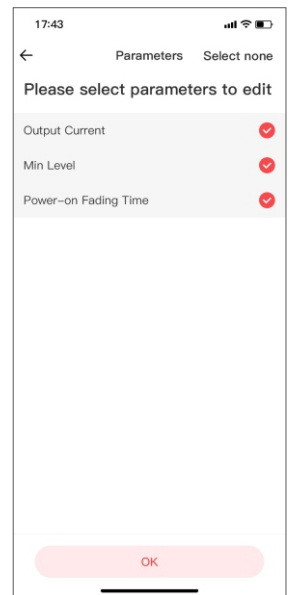 17:43
Parameters Select none
Please select parameters to edit
Output Current
Min Level
Power-on Fading Time
OK